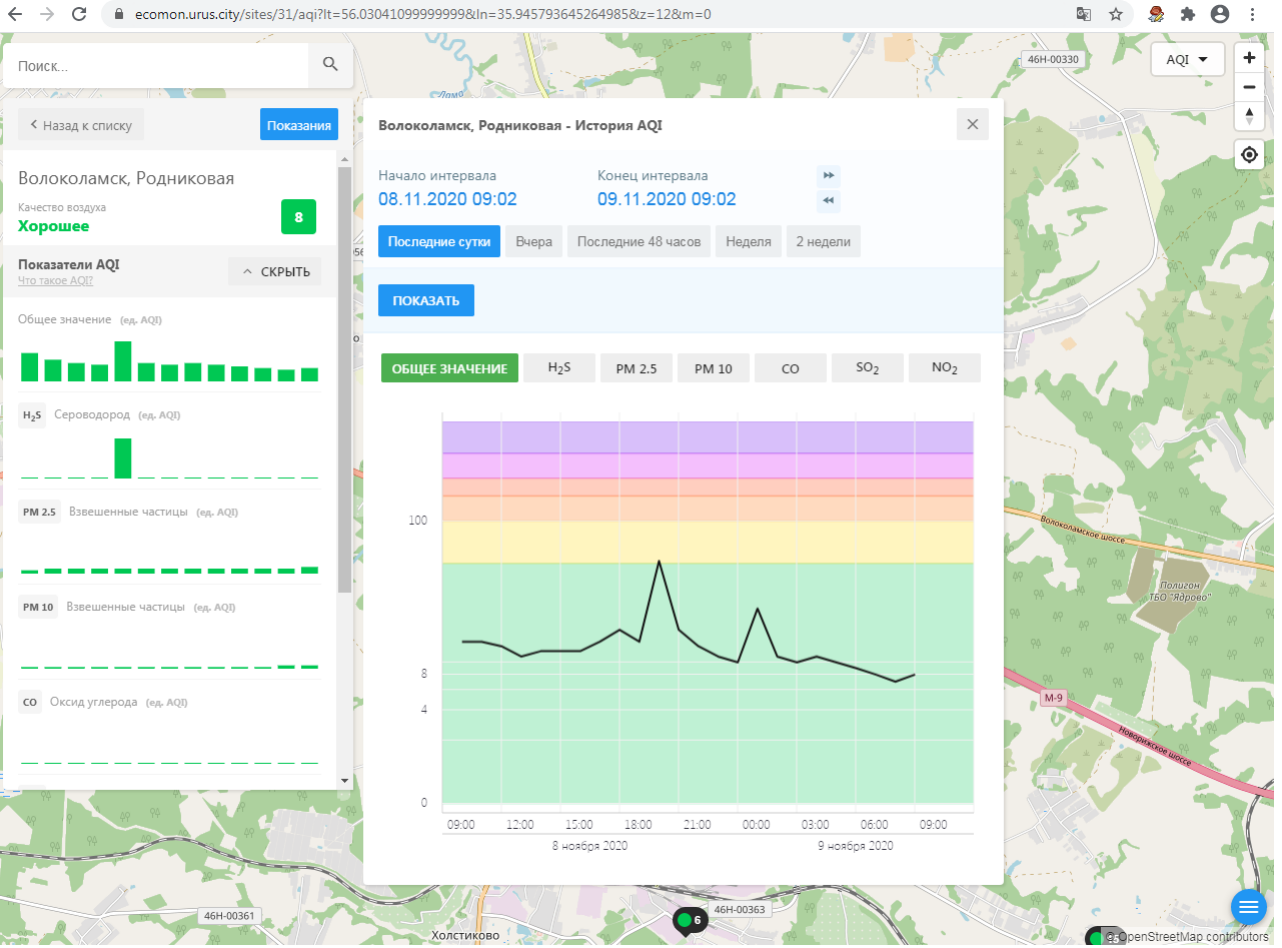 ecomon.urus.city/sites/31/aqi?lt=56.03041099999999&ln=35.945793645264985&z=12&m=0
Поиск...
46Н-00330
AQI
Назад к списку
Показания
Волоколамск, Родниковая
Качество воздуха
Хорошее
8
Показатели AQI
Что такое AQI?
СКРЫТЬ
Общее значение (ед. AQI)
H2S Сероводород (ед. AQI)
PM 2.5 Взвешенные частицы (ед. AQI)
PM 10 Взвешенные частицы (ед. AQI)
CO Оксид углерода (ед. AQI)
Волоколамск, Родниковая - История AQI
Начало интервала
08.11.2020 09:02
Конец интервала
09.11.2020 09:02
Последние сутки Вчера Последние 48 часов Неделя 2 недели
ПОКАЗАТЬ
ОБЩЕЕ ЗНАЧЕНИЕ H2S PM 2.5 PM 10 CO SO2 NO2
100
8
4
0
09:00 12:00 15:00 18:00 21:00 00:00 03:00 06:00 09:00
8 ноября 2020 9 ноября 2020
Волоколамское шоссе
Полигон
ТБО "Ядрово"
М-9
Новорижское шоссе
46Н-00361
46Н-00363
6
Холстиково
© OpenStreetMap contributors